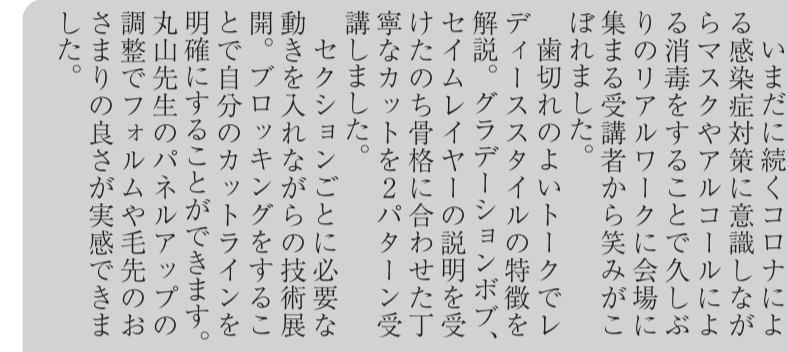 いまだに続くコロナによ
る感染症対策に意識しなが
らマスクやアルコールによ
る消毒をすることで久しぶ
りのリアルワークに会場に
集まる受講者から笑みがこ
ぼれました。
　歯切れのよいトークでレ
ディーススタイルの特徴を
解説。グラデーションボブ、
セイムレイヤーの説明を受
けたのち骨格に合わせた丁
寧なカットを2パターン受
講しました。
　セクションごとに必要な
動きを入れながらの技術展
開。ブロッキングをするこ
とで自分のカットラインを
明確にすることができます。
丸山先生のパネルアップの
調整でフォルムや毛先のお
さまりの良さが実感できま
した。